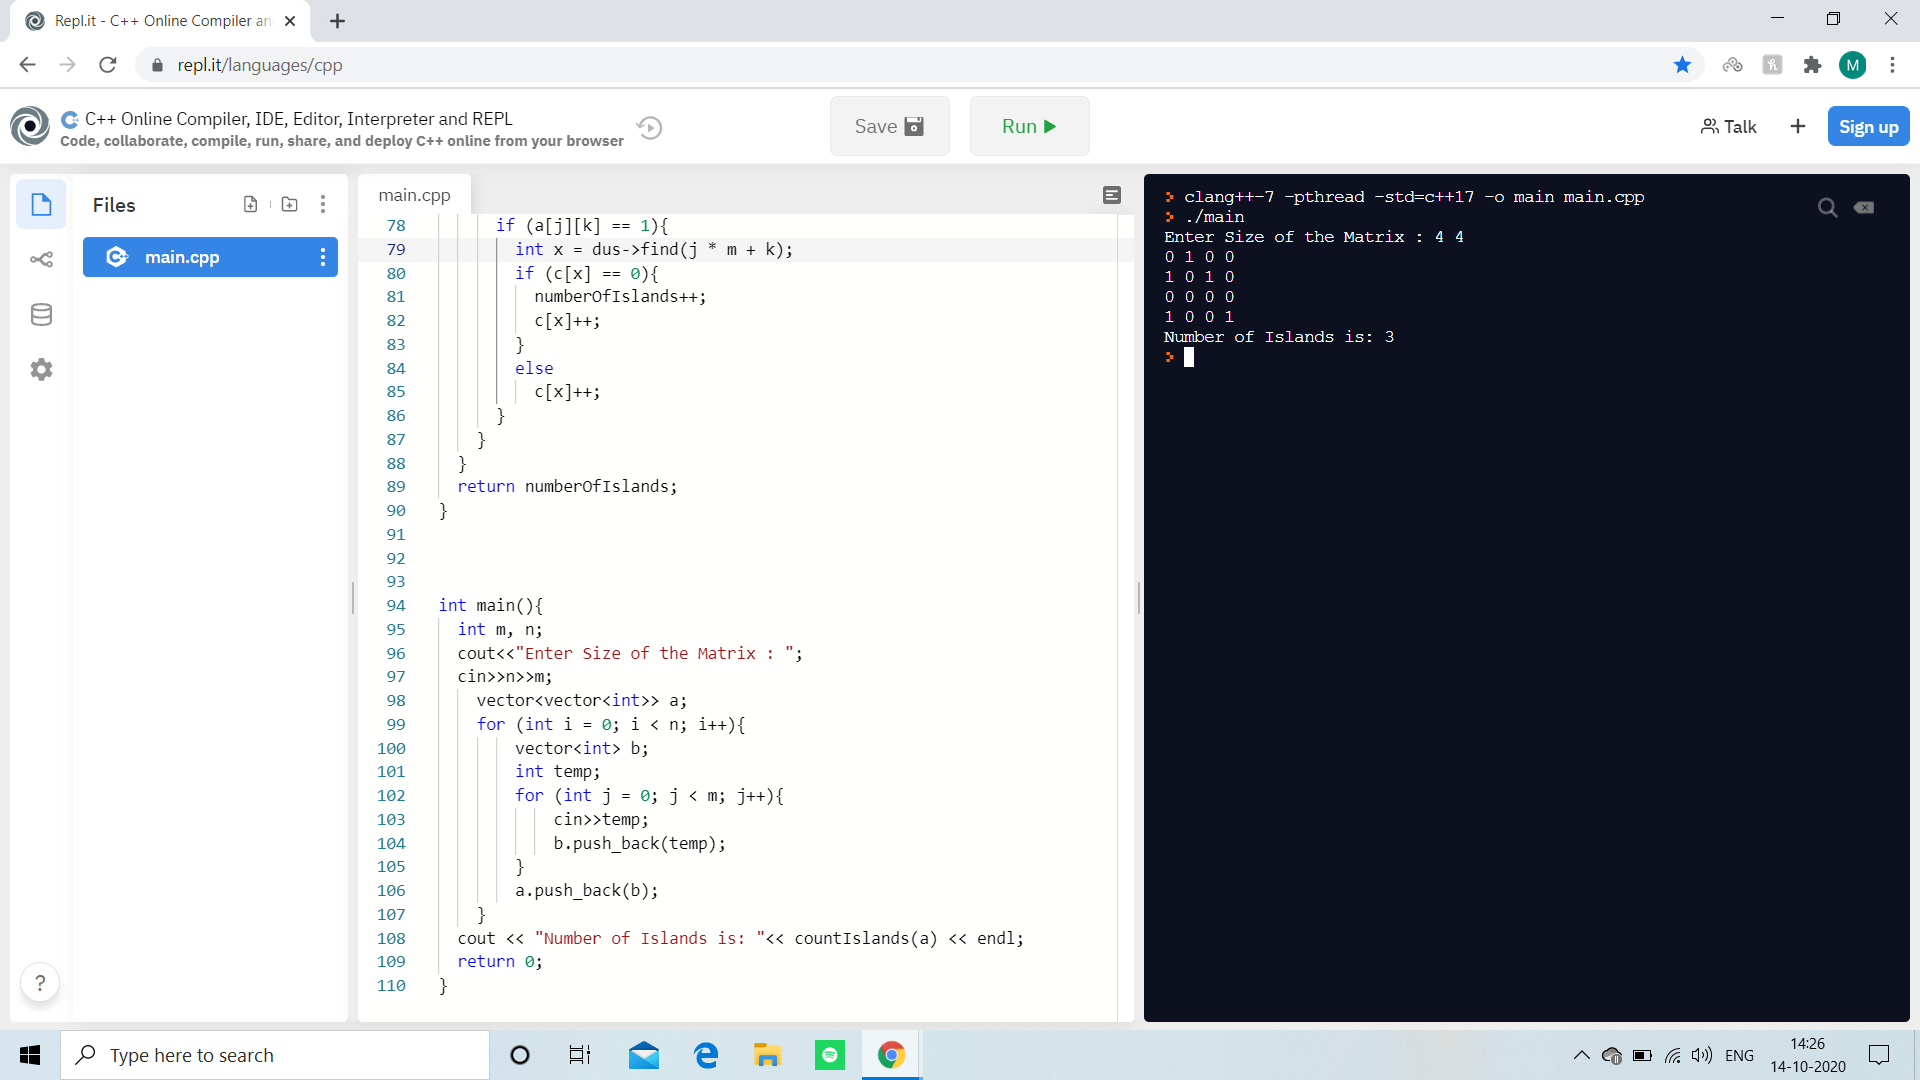 Repl.it - C++ Online Compiler an
repl.it/languages/cpp
M
C++ Online Compiler, IDE, Editor, Interpreter and REPL
Code, collaborate, compile, run, share, and deploy C++ online from your browser
Save
Run
Talk
Sign up
Files
main.cpp
main.cpp
78 if (a[j][k] == 1){
79 int x = dus->find(j * m + k);
80 if (c[x] == 0){
81 numberOfIslands++;
82 c[x]++;
83 }
84 else
85 c[x]++;
86 }
87 }
88 }
89 return numberOfIslands;
90 }
91
92
93
94 int main(){
95 int m, n;
96 cout<<"Enter Size of the Matrix : ";
97 cin>>n>>m;
98 vector<vector<int>> a;
99 for (int i = 0; i < n; i++){
100 vector<int> b;
101 int temp;
102 for (int j = 0; j < m; j++){
103 cin>>temp;
104 b.push_back(temp);
105 }
106 a.push_back(b);
107 }
108 cout << "Number of Islands is: "<< countIslands(a) << endl;
109 return 0;
110 }
> clang++-7 -pthread -std=c++17 -o main main.cpp
> ./main
Enter Size of the Matrix : 4 4
0 1 0 0
1 0 1 0
0 0 0 0
1 0 0 1
Number of Islands is: 3
>
?
Type here to search
ENG
14:26
14-10-2020